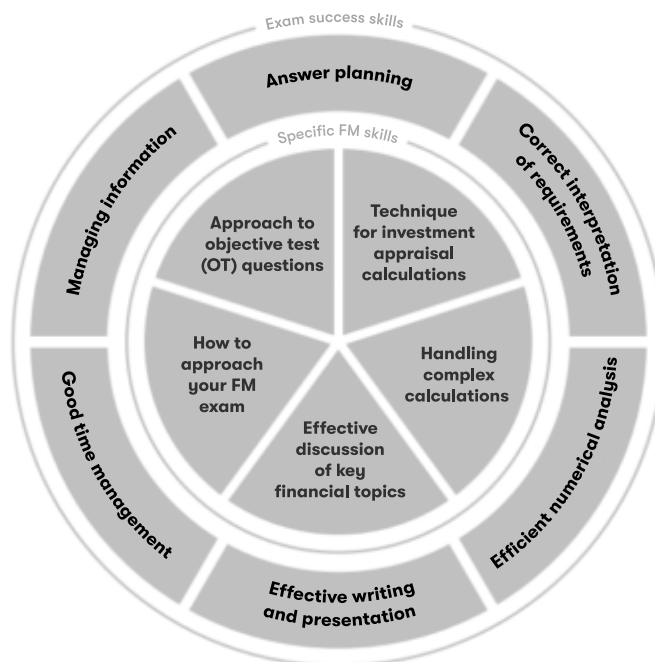 Exam success skills
Answer planning
Correct interpretation
of requirements
Efficient numerical analysis
Effective writing
and presentation
Good time management
Managing information
Specific FM skills
Approach to
objective test
(OT) questions
Technique
for investment
appraisal
calculations
Handling
complex
calculations
Effective
discussion
of key
financial topics
How to
approach
your FM
exam